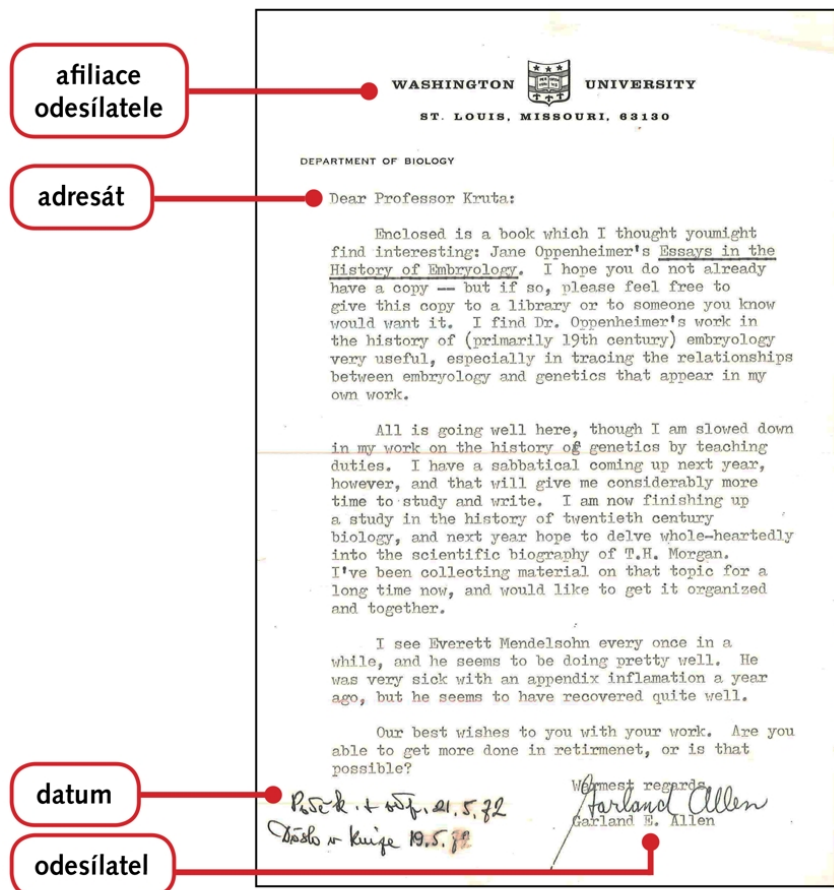 afiliace
odesílatele
WASHINGTON UNIVERSITY
ST. LOUIS, MISSOURI, 63130
DEPARTMENT OF BIOLOGY
adresát
Dear Professor Kruta:
Enclosed is a book which I thought youmight
find interesting: Jane Oppenheimer's Essays in the
History of Embryology. I hope you do not already
have a copy -- but if so, please feel free to
give this copy to a library or to someone you know
would want it. I find Dr. Oppenheimer's work in
the history of (primarily 19th century) embryology
very useful, especially in tracing the relationships
between embryology and genetics that appear in my
own work.
All is going well here, though I am slowed down
in my work on the history of genetics by teaching
duties. I have a sabbatical coming up next year,
however, and that will give me considerably more
time to study and write. I am now finishing up
a study in the history of twentieth century
biology, and next year hope to delve whole-heartedly
into the scientific biography of T.H. Morgan.
I've been collecting material on that topic for a
long time now, and would like to get it organized
and together.
I see Everett Mendelsohn every once in a
while, and he seems to be doing pretty well. He
was very sick with an appendix inflamation a year
ago, but he seems to have recovered quite well.
Our best wishes to you with your work. Are you
able to get more done in retirmenet, or is that
possible?
Warmest regards,
Garland Allen
Garland E. Allen
datum
21.5.72
Došlo 19.5.72
odesílatel